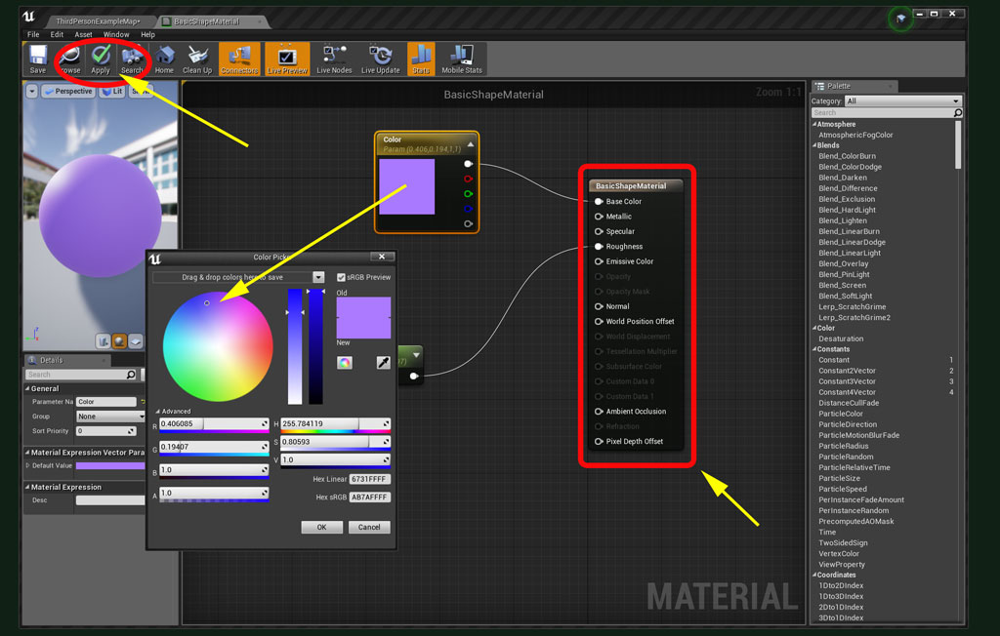 ThirdPersonExampleMap*
BasicShapeMaterial
File Edit Asset Window Help
Save
Apply
Search
Home
Clean Up
Connectors
Live Preview
Live Nodes
Live Update
Stats
Mobile Stats
Perspective
Lit
BasicShapeMaterial
Zoom 1:1
Color
Param (0.406,0.194,1,1)
BasicShapeMaterial
Base Color
Metallic
Specular
Roughness
Emissive Color
Opacity
Opacity Mask
Normal
World Position Offset
World Displacement
Tessellation Multiplier
Subsurface Color
Custom Data 0
Custom Data 1
Ambient Occlusion
Refraction
Pixel Depth Offset
MATERIAL
Drag & drop colors here to save
sRGB Preview
Old
New
Advanced
R 0.406085
G 0.19407
B 1.0
A 1.0
H 255.784119
S 0.80593
V 1.0
Hex Linear 6731FFFF
Hex sRGB AB7AFFFF
OK
Cancel
Details
Search
General
Parameter Na Color
Group None
Sort Priority 0
Material Expression Vector Para
Default Value
Material Expression
Desc
Palette
Category: All
Search
Atmosphere
AtmosphericFogColor
Blends
Blend_ColorBurn
Blend_ColorDodge
Blend_Darken
Blend_Difference
Blend_Exclusion
Blend_HardLight
Blend_Lighten
Blend_LinearBurn
Blend_LinearDodge
Blend_LinearLight
Blend_Overlay
Blend_PinLight
Blend_Screen
Blend_SoftLight
Lerp_ScratchGrime
Lerp_ScratchGrime2
Color
Desaturation
Constants
Constant 1
Constant2Vector 2
Constant3Vector 3
Constant4Vector 4
DistanceCullFade
ParticleColor
ParticleDirection
ParticleMotionBlurFade
ParticleRadius
ParticleRandom
ParticleRelativeTime
ParticleSize
ParticleSpeed
PerInstanceFadeAmount
PerInstanceRandom
PrecomputedAOMask
Time
TwoSidedSign
VertexColor
ViewProperty
Coordinates
1Dto2DIndex
1Dto3DIndex
2Dto1DIndex
3Dto1DIndex